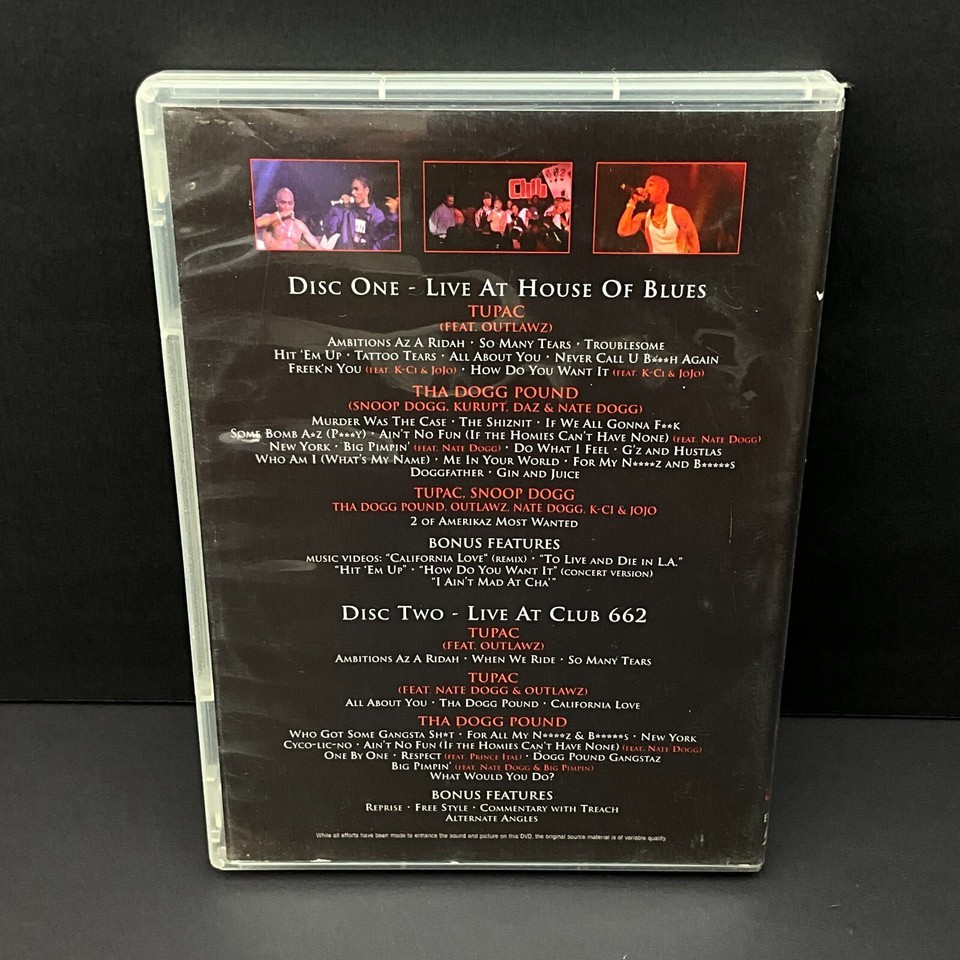 Club
662
DISC ONE - LIVE AT HOUSE OF BLUES
TUPAC
(FEAT. OUTLAWZ)
AMBITIONS AZ A RIDAH • SO MANY TEARS • TROUBLESOME
HIT 'EM UP • TATTOO TEARS • ALL ABOUT YOU • NEVER CALL U B***H AGAIN
FREEK'N YOU (FEAT. K-CI & JOJO) • HOW DO YOU WANT IT (FEAT. K-CI & JOJO)
THA DOGG POUND
(SNOOP DOGG, KURUPT, DAZ & NATE DOGG)
MURDER WAS THE CASE • THE SHIZNIT • IF WE ALL GONNA F**K
SOME BOMB A*Z (P***Y) • AIN'T NO FUN (IF THE HOMIES CAN'T HAVE NONE) (FEAT. NATE DOGG)
NEW YORK • BIG PIMPIN' (FEAT. NATE DOGG) • DO WHAT I FEEL • G'Z AND HUSTLAS
WHO AM I (WHAT'S MY NAME) • ME IN YOUR WORLD • FOR MY N****Z AND B*****S
DOGGFATHER • GIN AND JUICE
TUPAC, SNOOP DOGG
THA DOGG POUND, OUTLAWZ, NATE DOGG, K-CI & JOJO
2 OF AMERIKAZ MOST WANTED
BONUS FEATURES
MUSIC VIDEOS: "CALIFORNIA LOVE" (REMIX) • "TO LIVE AND DIE IN L.A."
"HIT 'EM UP" • "HOW DO YOU WANT IT" (CONCERT VERSION)
"I AIN'T MAD AT CHA'"
DISC TWO - LIVE AT CLUB 662
TUPAC
(FEAT. OUTLAWZ)
AMBITIONS AZ A RIDAH • WHEN WE RIDE • SO MANY TEARS
TUPAC
(FEAT. NATE DOGG & OUTLAWZ)
ALL ABOUT YOU • THA DOGG POUND • CALIFORNIA LOVE
THA DOGG POUND
WHO GOT SOME GANGSTA SH*T • FOR ALL MY N****Z & B*****S • NEW YORK
CYCO-LIC-NO • AIN'T NO FUN (IF THE HOMIES CAN'T HAVE NONE) (FEAT. NATE DOGG)
ONE BY ONE • RESPECT (FEAT. PRINCE ITAL) • DOGG POUND GANGSTAZ
BIG PIMPIN' (FEAT. NATE DOGG & BIG PIMPIN)
WHAT WOULD YOU DO?
BONUS FEATURES
REPRISE • FREE STYLE • COMMENTARY WITH TREACH
ALTERNATE ANGLES
While all efforts have been made to enhance the sound and picture on this DVD, the original source material is of variable quality.